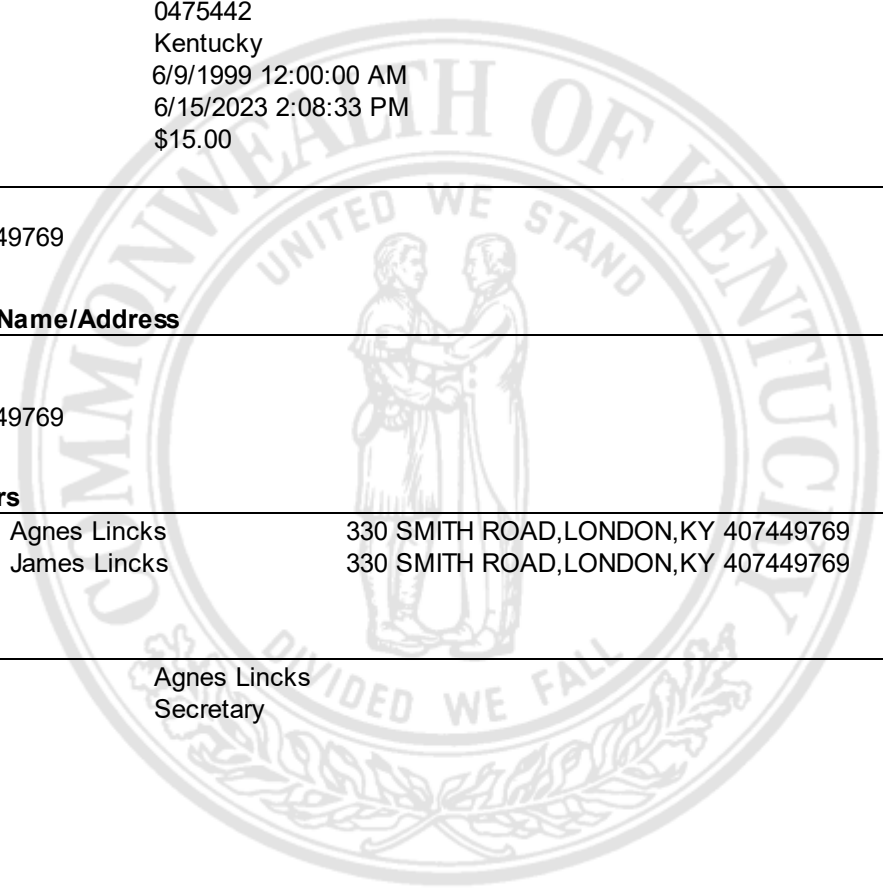 0475442
Kentucky
6/9/1999 12:00:00 AM
6/15/2023 2:08:33 PM
$15.00
49769
Name/Address
49769
rs
Agnes Lincks 330 SMITH ROAD,LONDON,KY 407449769
James Lincks 330 SMITH ROAD,LONDON,KY 407449769
Agnes Lincks
Secretary
COMMONWEALTH OF KENTUCKY
UNITED WE STAND
DIVIDED WE FALL